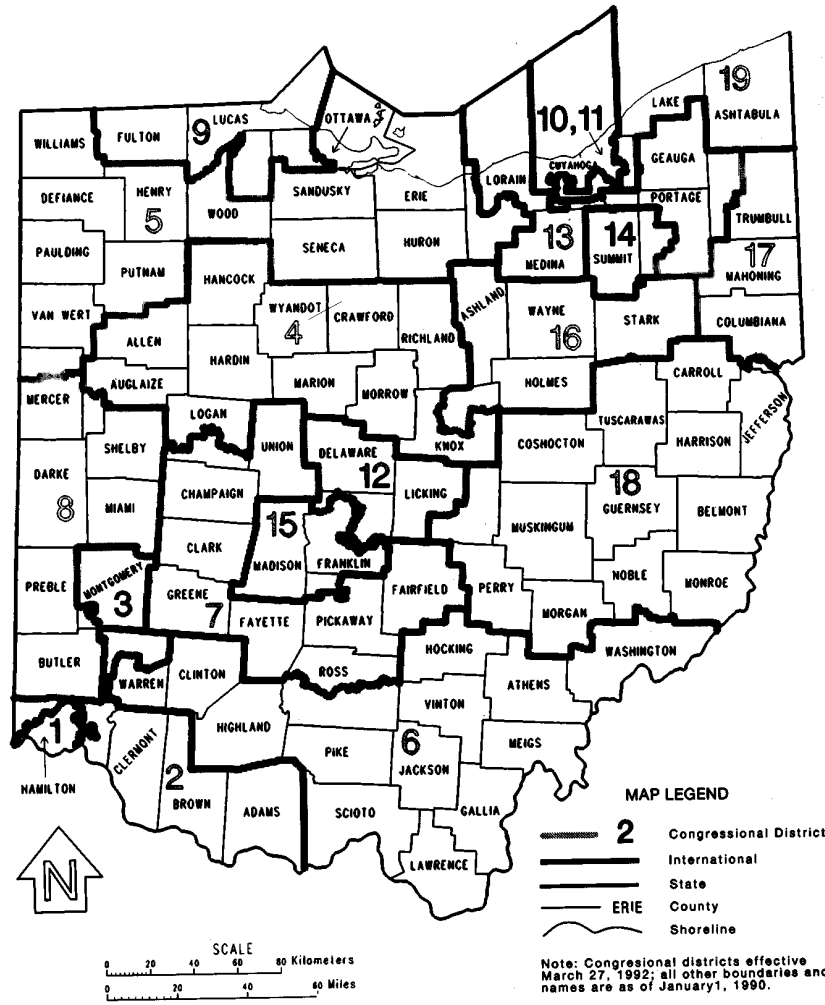 19
LAKE
ASHTABULA
10,11
9 LUCAS
OTTAWA
WILLIAMS
FULTON
CUYAHOGA
GEAUGA
LORAIN
DEFIANCE
HENRY
5
WOOD
SANDUSKY
ERIE
PORTAGE
TRUMBULL
PAULDING
PUTNAM
SENECA
HURON
13
MEDINA
14
SUMMIT
17
MAHONING
HANCOCK
VAN WERT
ALLEN
WYANDOT
4
CRAWFORD
RICHLAND
ASHLAND
WAYNE
16
STARK
COLUMBIANA
HARDIN
MERCER
AUGLAIZE
MARION
MORROW
HOLMES
CARROLL
JEFFERSON
LOGAN
SHELBY
UNION
DELAWARE
12
KNOX
COSHOCTON
TUSCARAWAS
HARRISON
DARKE
8
MIAMI
CHAMPAIGN
LICKING
18
GUERNSEY
BELMONT
15
MADISON
CLARK
FRANKLIN
MUSKINGUM
PREBLE
MONTGOMERY
3
GREENE
7
FAYETTE
PICKAWAY
FAIRFIELD
PERRY
MORGAN
NOBLE
MONROE
BUTLER
WARREN
CLINTON
ROSS
HOCKING
WASHINGTON
ATHENS
VINTON
1
HAMILTON
CLERMONT
HIGHLAND
PIKE
6
JACKSON
MEIGS
2
BROWN
ADAMS
SCIOTO
GALLIA
LAWRENCE
N
MAP LEGEND
2 Congressional District
International
State
ERIE County
Shoreline
SCALE
0 20 40 60 80 Kilometers
0 20 40 60 Miles
Note: Congresional districts effective
March 27, 1992; all other boundaries and
names are as of January1, 1990.